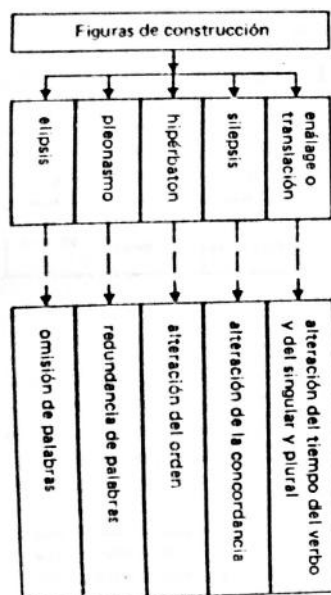 Figuras de construcción
elipsis
pleonasmo
hipérbaton
silepsis
enálage o
translación
omisión de palabras
redundancia de palabras
alteración del orden
alteración de la concordancia
alteración del tiempo del verbo
y del singular y plural